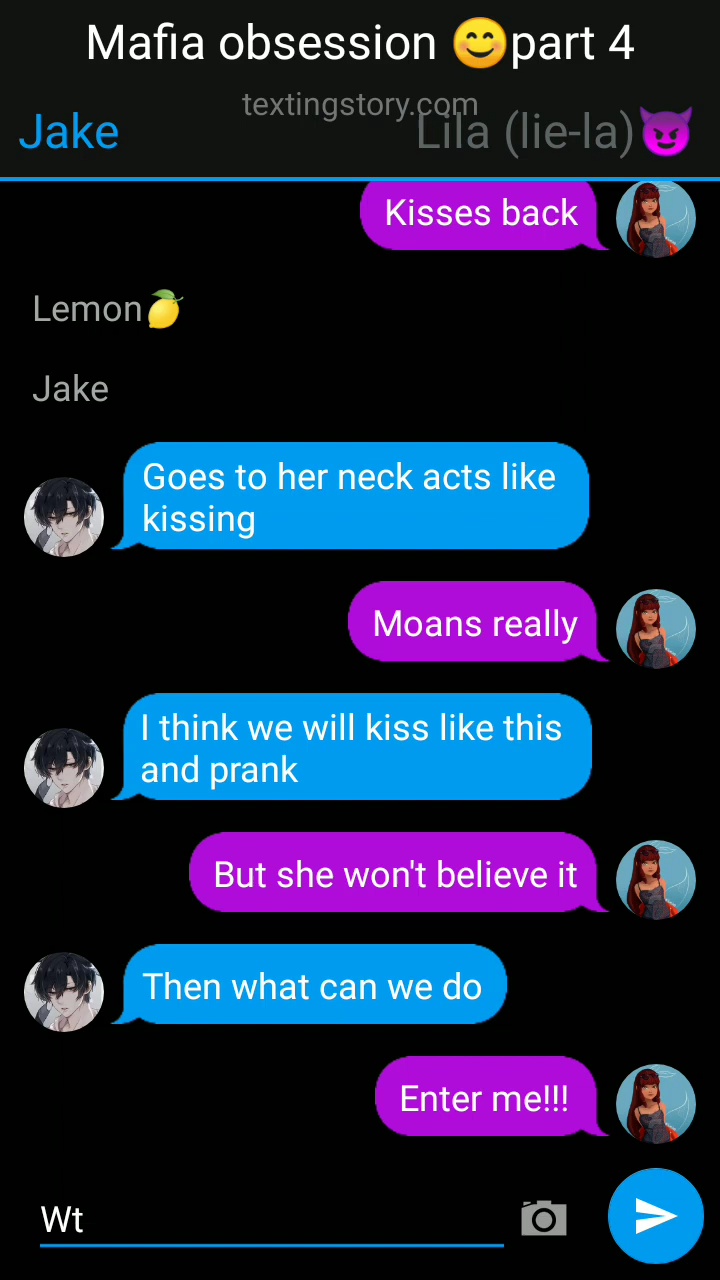 Mafia obsession 😊part 4
textingstory.com
Jake
Lila (lie-la)😈
Kisses back
Lemon🍋
Jake
Goes to her neck acts like
kissing
Moans really
I think we will kiss like this
and prank
But she won't believe it
Then what can we do
Enter me!!!
Wt